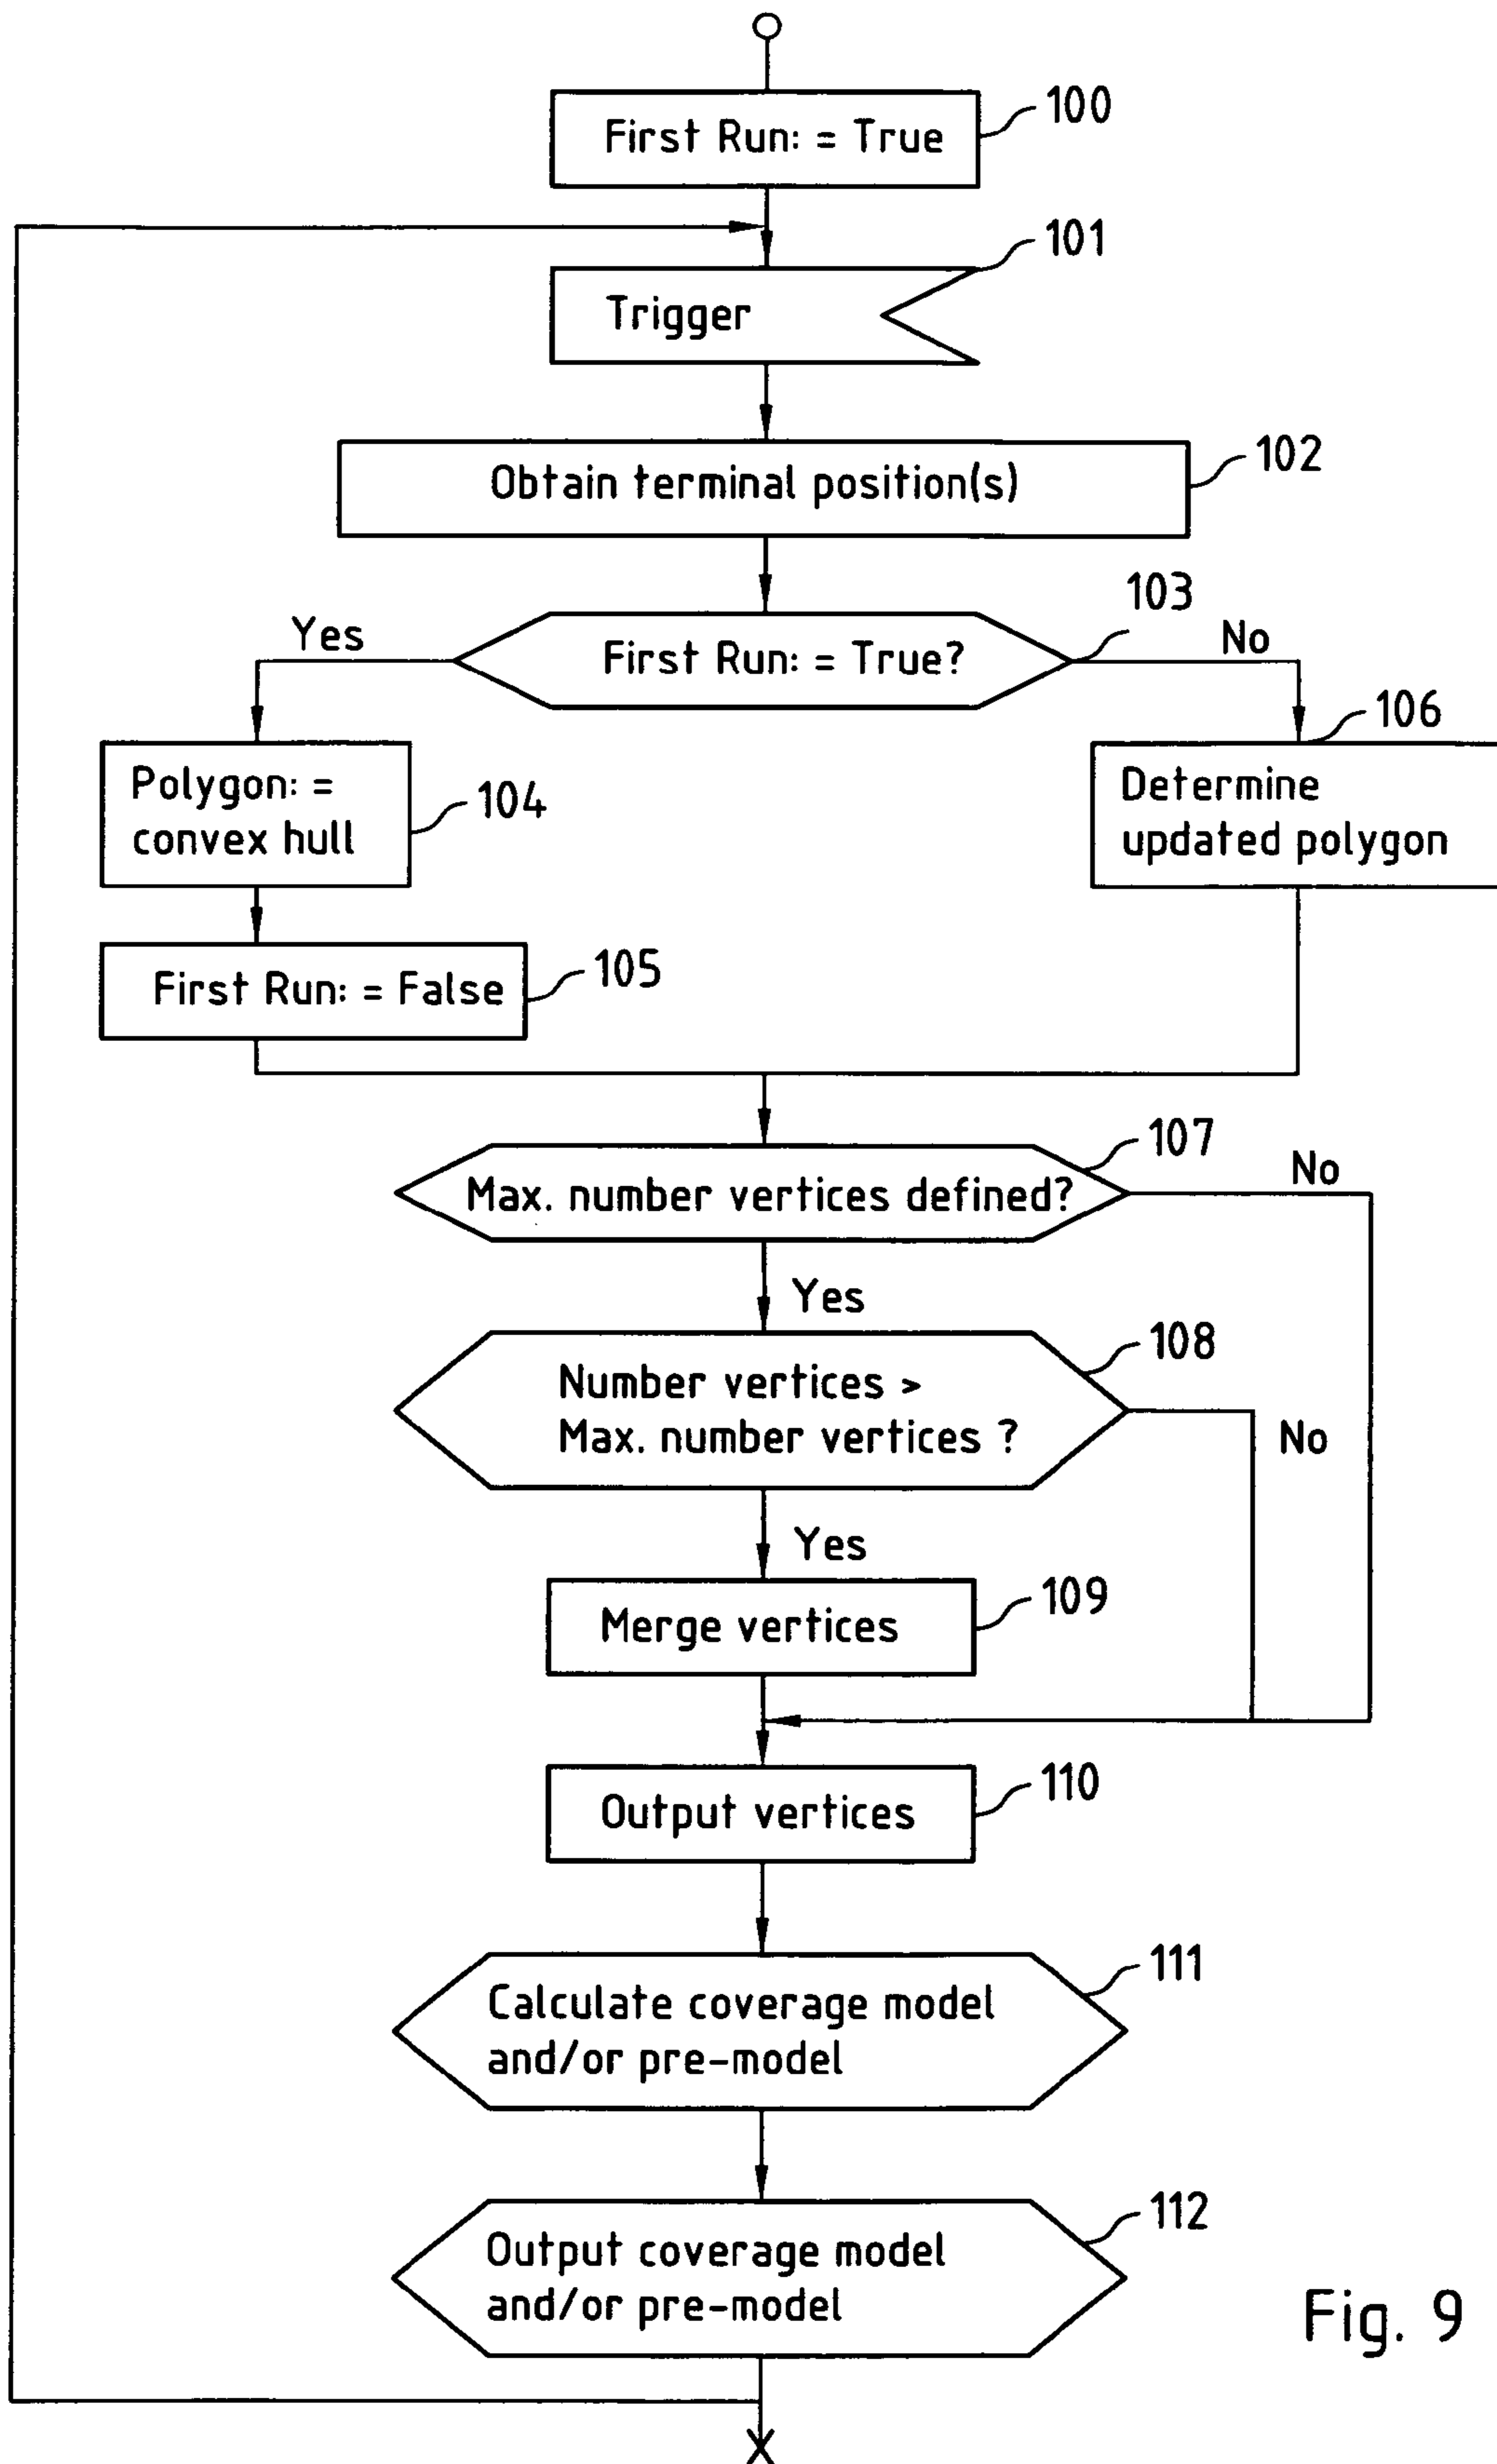 First Run: = True
100
101
Trigger
Obtain terminal position(s)
102
103
Yes
First Run: = True?
No
106
Polygon: =
convex hull
104
Determine
updated polygon
First Run: = False
105
107
No
Max. number vertices defined?
Yes
108
Number vertices >
Max. number vertices ?
No
Yes
Merge vertices
109
Output vertices
110
111
Calculate coverage model
and/or pre-model
112
Output coverage model
and/or pre-model
Fig. 9
X